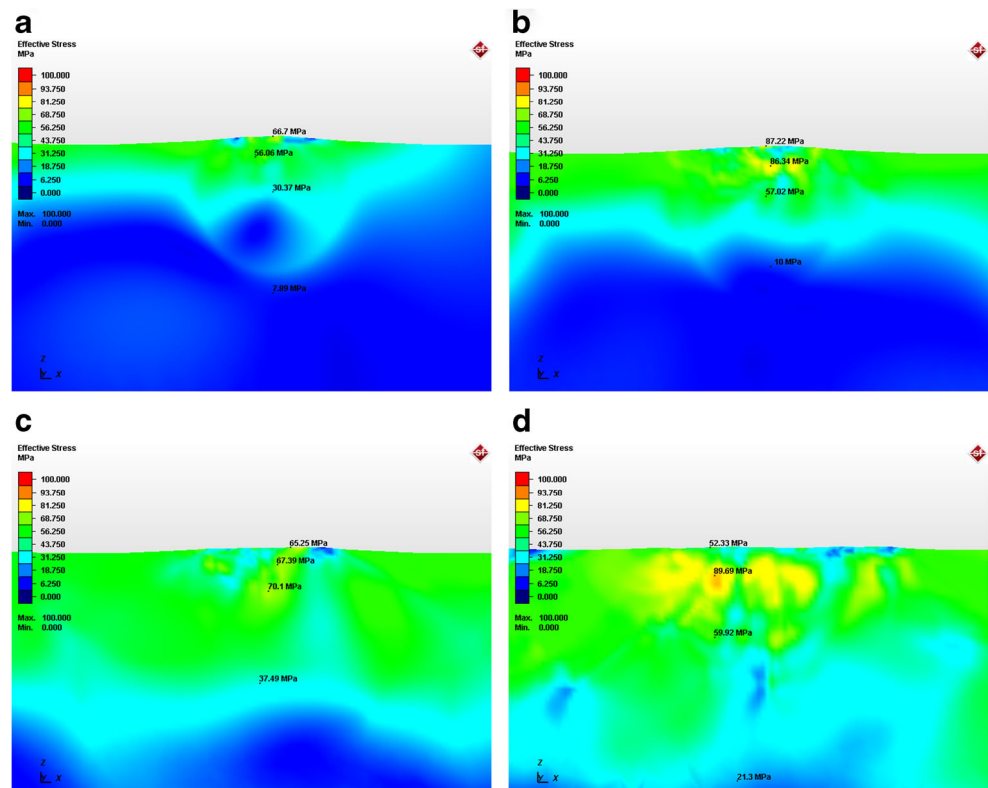 a
Effective Stress
MPa
100.000
93.750
81.250
68.750
56.250
43.750
31.250
18.750
6.250
0.000
Max. 100.000
Min. 0.000
66.7 MPa
56.06 MPa
30.37 MPa
7.89 MPa
Z
X
b
Effective Stress
MPa
100.000
93.750
81.250
68.750
56.250
43.750
31.250
18.750
6.250
0.000
Max. 100.000
Min. 0.000
87.22 MPa
86.34 MPa
57.02 MPa
10 MPa
Z
X
c
Effective Stress
MPa
100.000
93.750
81.250
68.750
56.250
43.750
31.250
18.750
6.250
0.000
Max. 100.000
Min. 0.000
65.25 MPa
67.39 MPa
70.1 MPa
37.49 MPa
Z
X
d
Effective Stress
MPa
100.000
93.750
81.250
68.750
56.250
43.750
31.250
18.750
6.250
0.000
Max. 100.000
Min. 0.000
52.33 MPa
89.69 MPa
59.92 MPa
21.3 MPa
Z
X